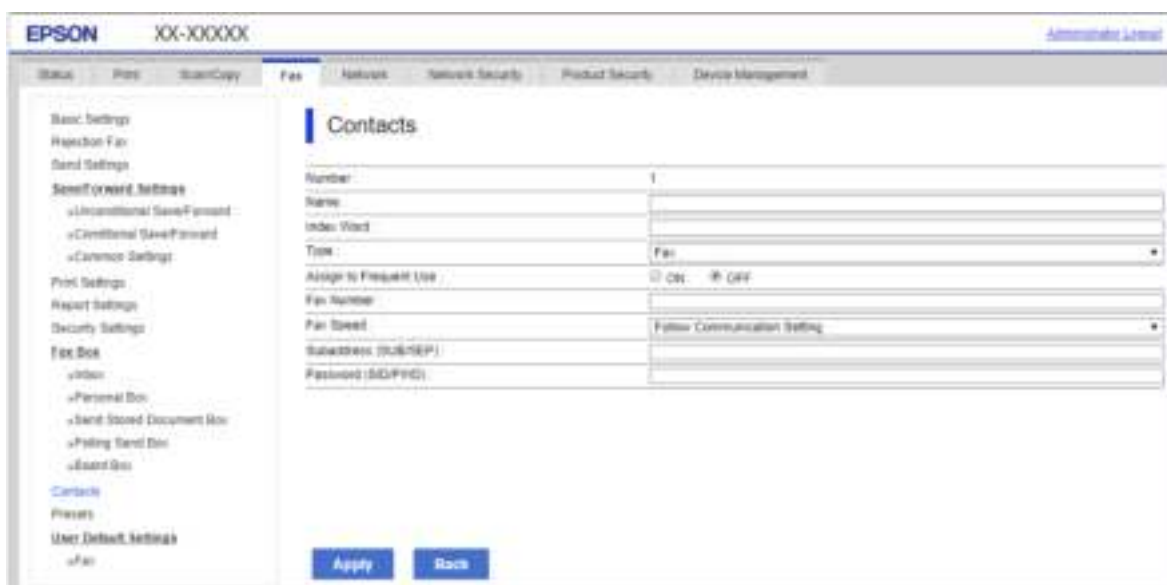 EPSON XX-XXXXX Administrator Logout
Status Print Scan/Copy Fax Network Network Security Product Security Device Management
Basic Settings
Rejection Fax
Send Settings
Save/Forward Settings
»Unconditional Save/Forward
»Conditional Save/Forward
»Common Settings
Print Settings
Report Settings
Security Settings
Fax Box
»Inbox
»Personal Box
»Send Stored Document Box
»Polling Send Box
»Board Box
Contacts
Presets
User Default Settings
»Fax
Contacts
Number : 1
Name :
Index Word :
Type : Fax
Assign to Frequent Use : ON OFF
Fax Number :
Fax Speed : Follow Communication Setting
Subaddress (SUB/SEP) :
Password (SID/PWD) :
Apply Back